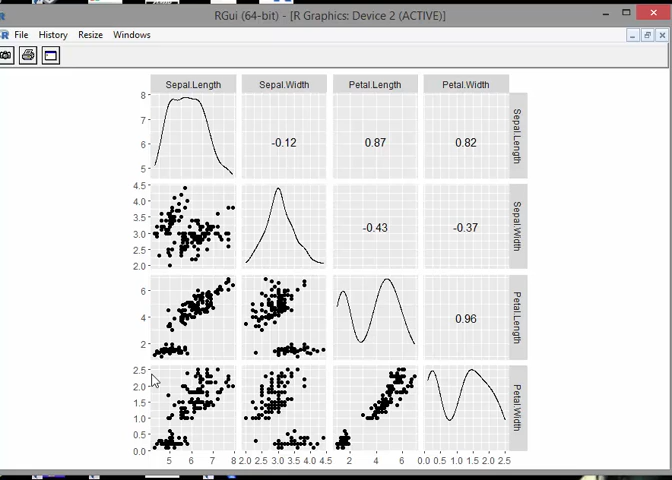 RGui (64-bit) - [R Graphics: Device 2 (ACTIVE)]
File History Resize Windows
Sepal.Length Sepal.Width Petal.Length Petal.Width
8
7
6
5
-0.12 0.87 0.82
Sepal.Length
4.5
4.0
3.5
3.0
2.5
2.0
-0.43 -0.37
Sepal.Width
6
4
2
0.96
Petal.Length
2.5
2.0
1.5
1.0
0.5
0.0
Petal.Width
5 6 7 8 2.0 2.5 3.0 3.5 4.0 4.5 2 4 6 0.0 0.5 1.0 1.5 2.0 2.5